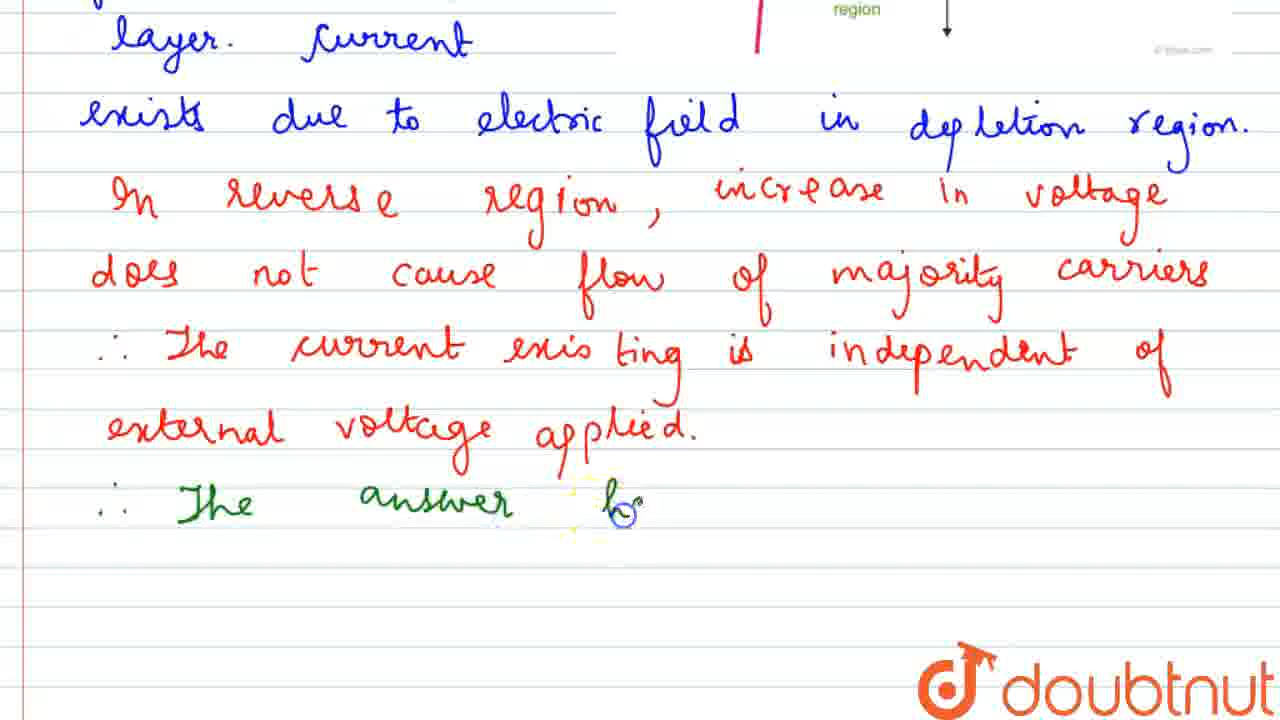 region
layer. Current
exists due to electric field in depletion region.
In reverse region, increase in voltage
does not cause flow of majority carriers
∴ The current existing is independent of
external voltage applied.
∴ The answer
doubtnut